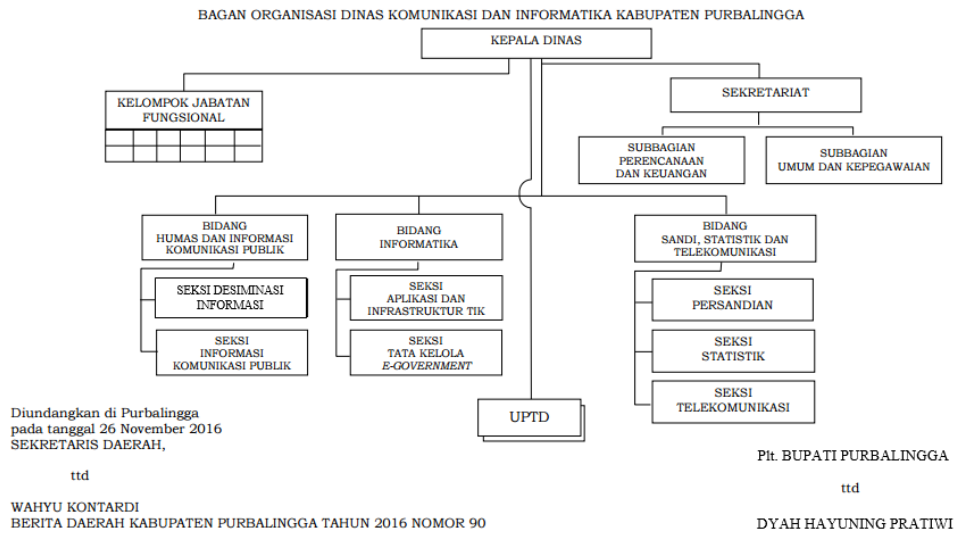 BAGAN ORGANISASI DINAS KOMUNIKASI DAN INFORMATIKA KABUPATEN PURBALINGGA
KEPALA DINAS
KELOMPOK JABATAN
FUNGSIONAL
SEKRETARIAT
SUBBAGIAN
PERENCANAAN
DAN KEUANGAN
SUBBAGIAN
UMUM DAN KEPEGAWAIAN
BIDANG
HUMAS DAN INFORMASI
KOMUNIKASI PUBLIK
SEKSI DESIMINASI
INFORMASI
SEKSI
INFORMASI
KOMUNIKASI PUBLIK
BIDANG
INFORMATIKA
SEKSI
APLIKASI DAN
INFRASTRUKTUR TIK
SEKSI
TATA KELOLA
E-GOVERNMENT
BIDANG
SANDI, STATISTIK DAN
TELEKOMUNIKASI
SEKSI
PERSANDIAN
SEKSI
STATISTIK
SEKSI
TELEKOMUNIKASI
UPTD
Diundangkan di Purbalingga
pada tanggal 26 November 2016
SEKRETARIS DAERAH,
ttd
WAHYU KONTARDI
BERITA DAERAH KABUPATEN PURBALINGGA TAHUN 2016 NOMOR 90
Plt. BUPATI PURBALINGGA
ttd
DYAH HAYUNING PRATIWI